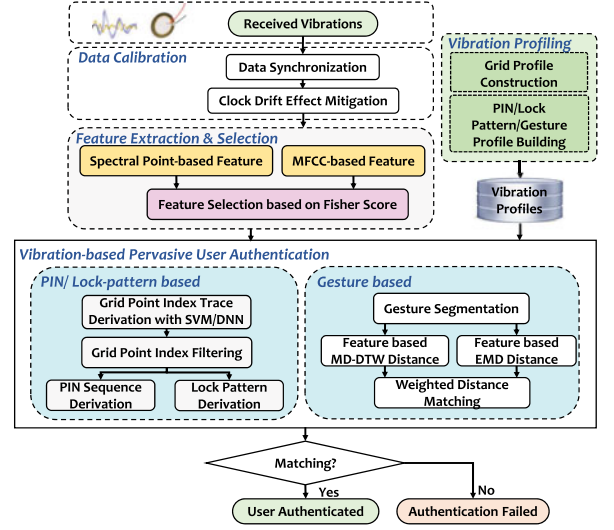 Received Vibrations
Data Calibration
Data Synchronization
Clock Drift Effect Mitigation
Feature Extraction & Selection
Spectral Point-based Feature
MFCC-based Feature
Feature Selection based on Fisher Score
Vibration Profiling
Grid Profile
Construction
PIN/Lock
Pattern/Gesture
Profile Building
Vibration
Profiles
Vibration-based Pervasive User Authentication
PIN/ Lock-pattern based
Grid Point Index Trace
Derivation with SVM/DNN
Grid Point Index Filtering
PIN Sequence
Derivation
Lock Pattern
Derivation
Gesture based
Gesture Segmentation
Feature based
MD-DTW Distance
Feature based
EMD Distance
Weighted Distance
Matching
Matching?
Yes
No
User Authenticated
Authentication Failed